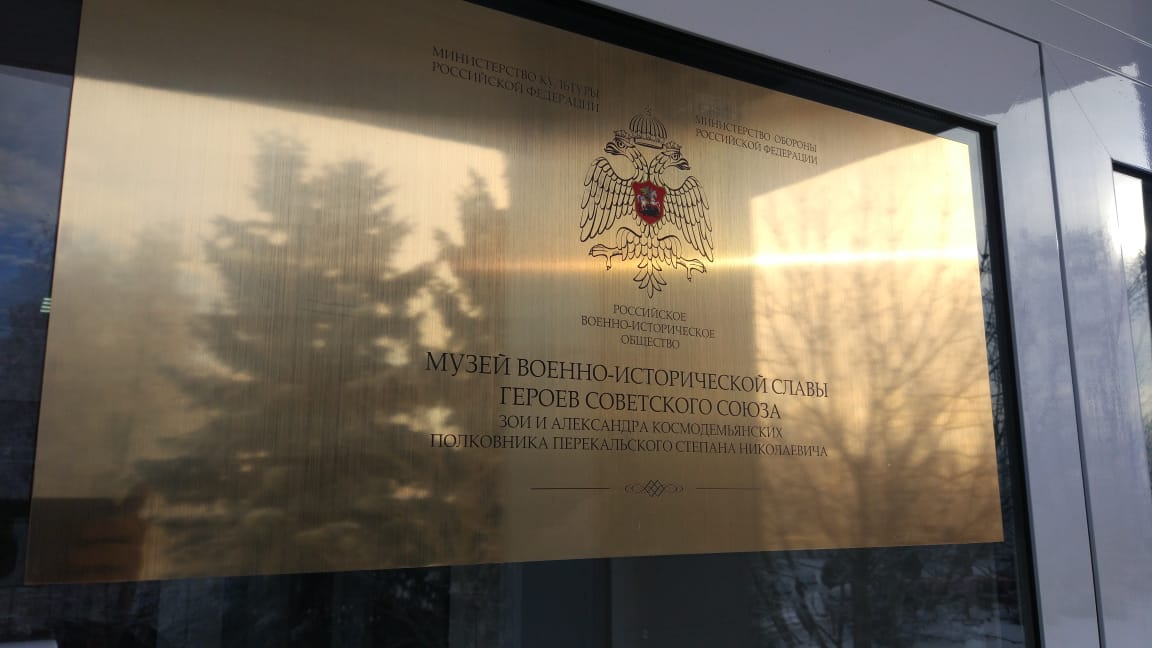 МИНИСТЕРСТВО КУЛЬТУРЫ
РОССИЙСКОЙ ФЕДЕРАЦИИ
МИНИСТЕРСТВО ОБОРОНЫ
РОССИЙСКОЙ ФЕДЕРАЦИИ
РОССИЙСКОЕ
ВОЕННО-ИСТОРИЧЕСКОЕ
ОБЩЕСТВО
МУЗЕЙ ВОЕННО-ИСТОРИЧЕСКОЙ СЛАВЫ
ГЕРОЕВ СОВЕТСКОГО СОЮЗА
ЗОИ И АЛЕКСАНДРА КОСМОДЕМЬЯНСКИХ
ПОЛКОВНИКА ПЕРЕКАЛЬСКОГО СТЕПАНА НИКОЛАЕВИЧА